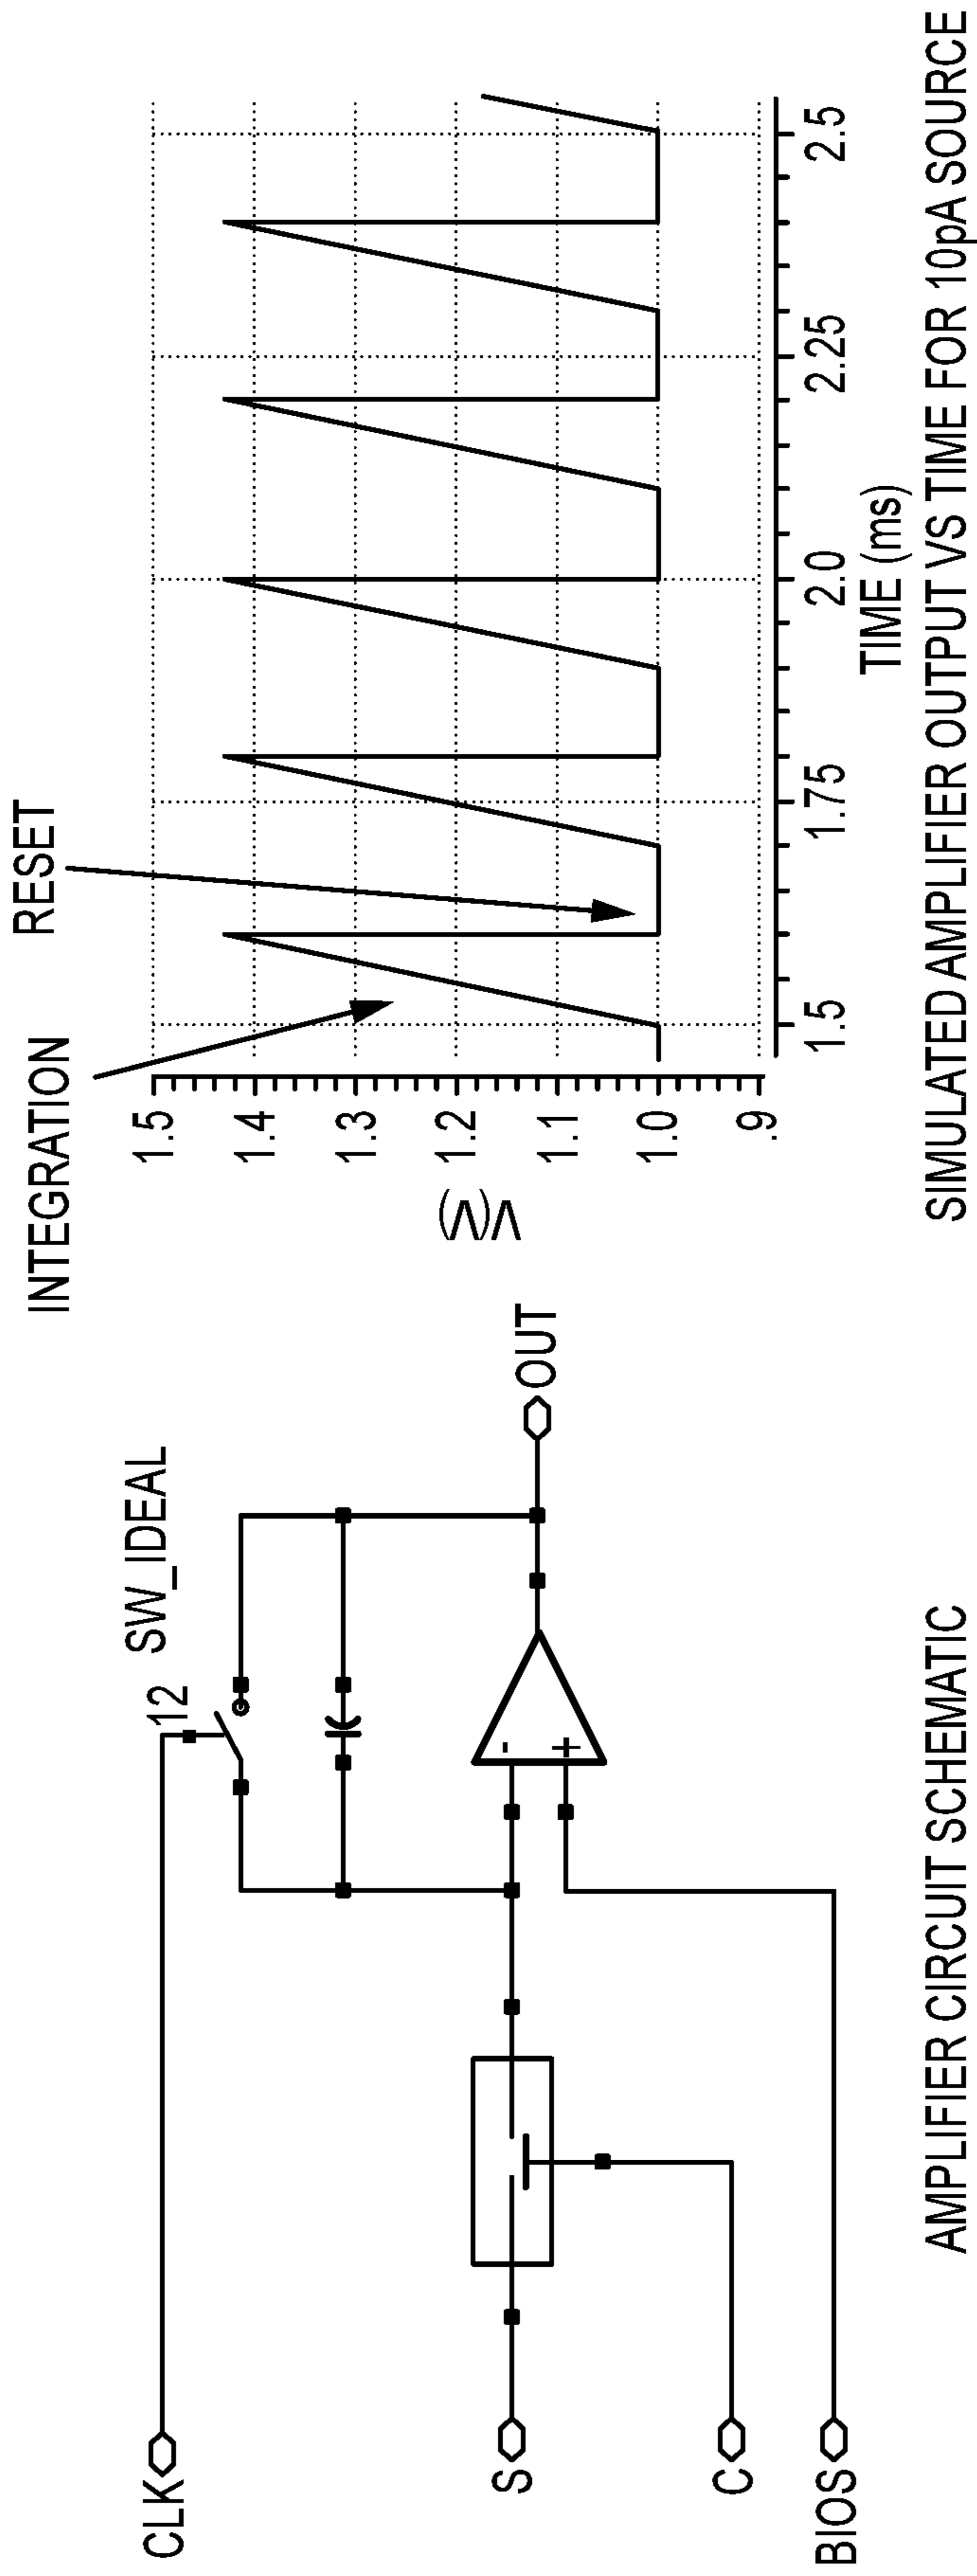 CLK
S
C
BIOS
12
SW_IDEAL
-
+
OUT
AMPLIFIER CIRCUIT SCHEMATIC
INTEGRATION
RESET
V(V)
1.5
1.4
1.3
1.2
1.1
1.0
.9
1.5
1.75
2.0
2.25
2.5
TIME (ms)
SIMULATED AMPLIFIER OUTPUT VS TIME FOR 10pA SOURCE